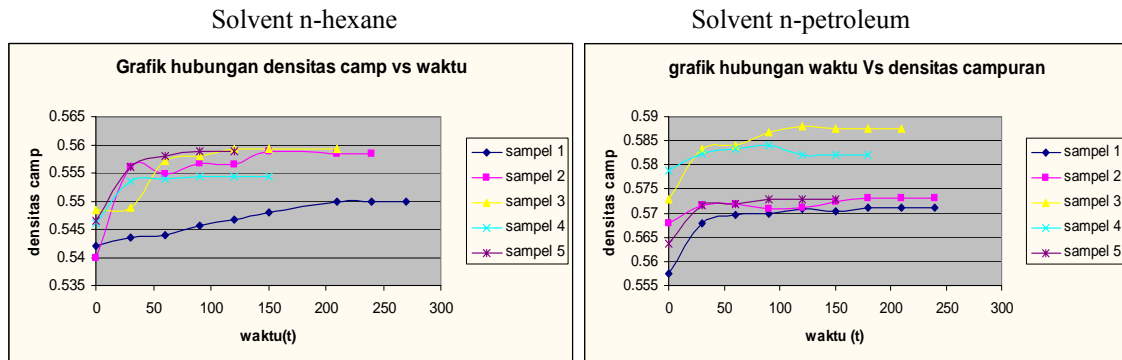 Solvent n-hexane
Solvent n-petroleum
Grafik hubungan densitas camp vs waktu
0.565
0.56
0.555
0.55
0.545
0.54
0.535
densitas camp
0 50 100 150 200 250 300
waktu(t)
sampel 1
sampel 2
sampel 3
sampel 4
sampel 5
grafik hubungan waktu Vs densitas campuran
0.59
0.585
0.58
0.575
0.57
0.565
0.56
0.555
densitas camp
0 50 100 150 200 250 300
waktu (t)
sampel 1
sampel 2
sampel 3
sampel 4
sampel 5